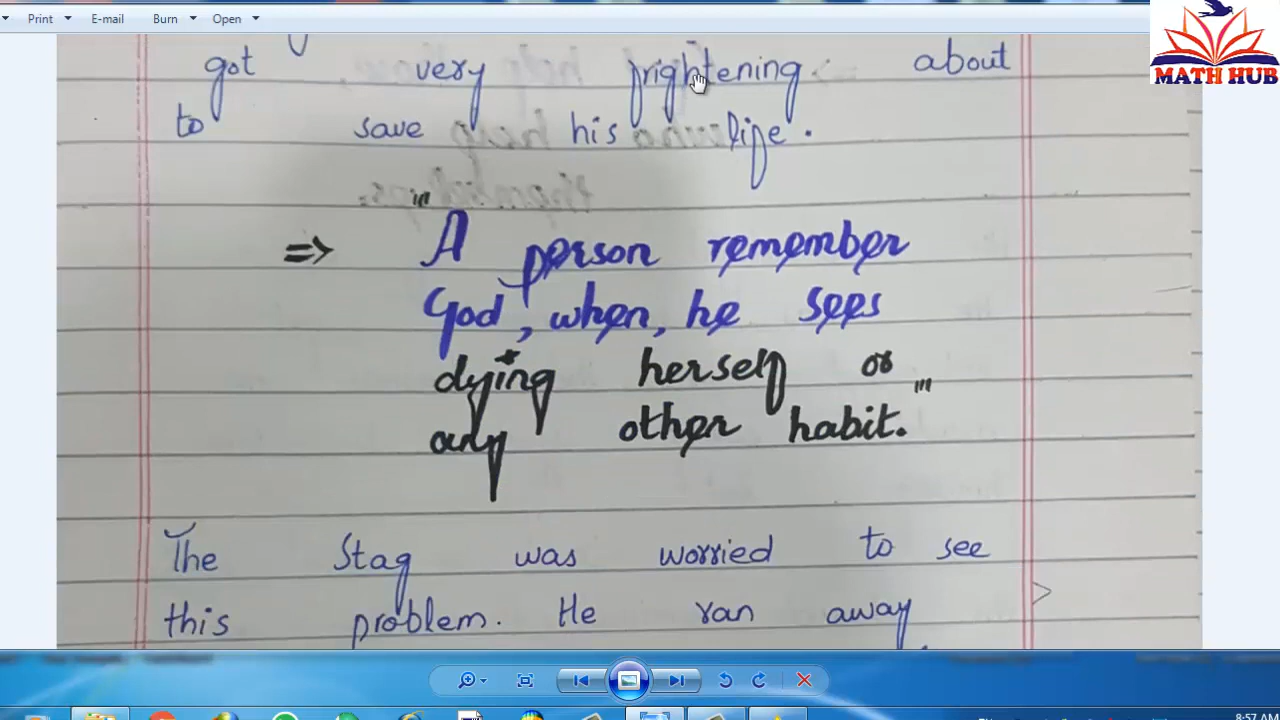 Print E-mail Burn Open
MATH HUB
got very frightening about
to save his life.
⇒ "A person remember
God, when, he sees
dying herself or
any other habit."
The Stag was worried to see
this problem. He ran away
8:57 AM